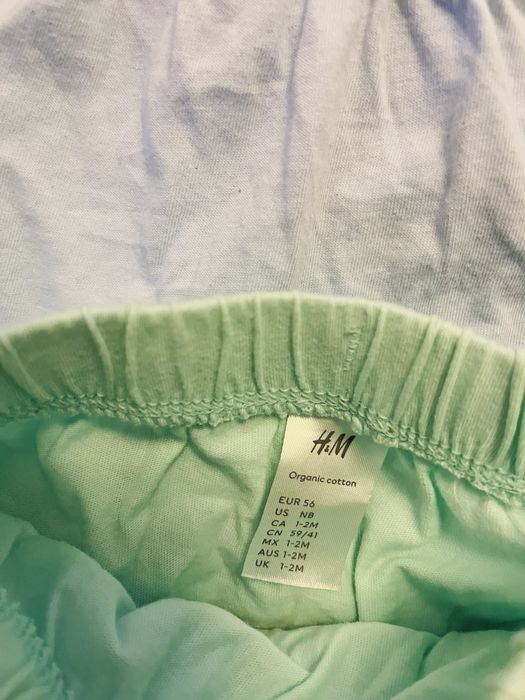 H&M
Organic cotton
EUR 56
US NB
CA 1-2M
CN 59/41
MX 1-2M
AUS 1-2M
UK 1-2M